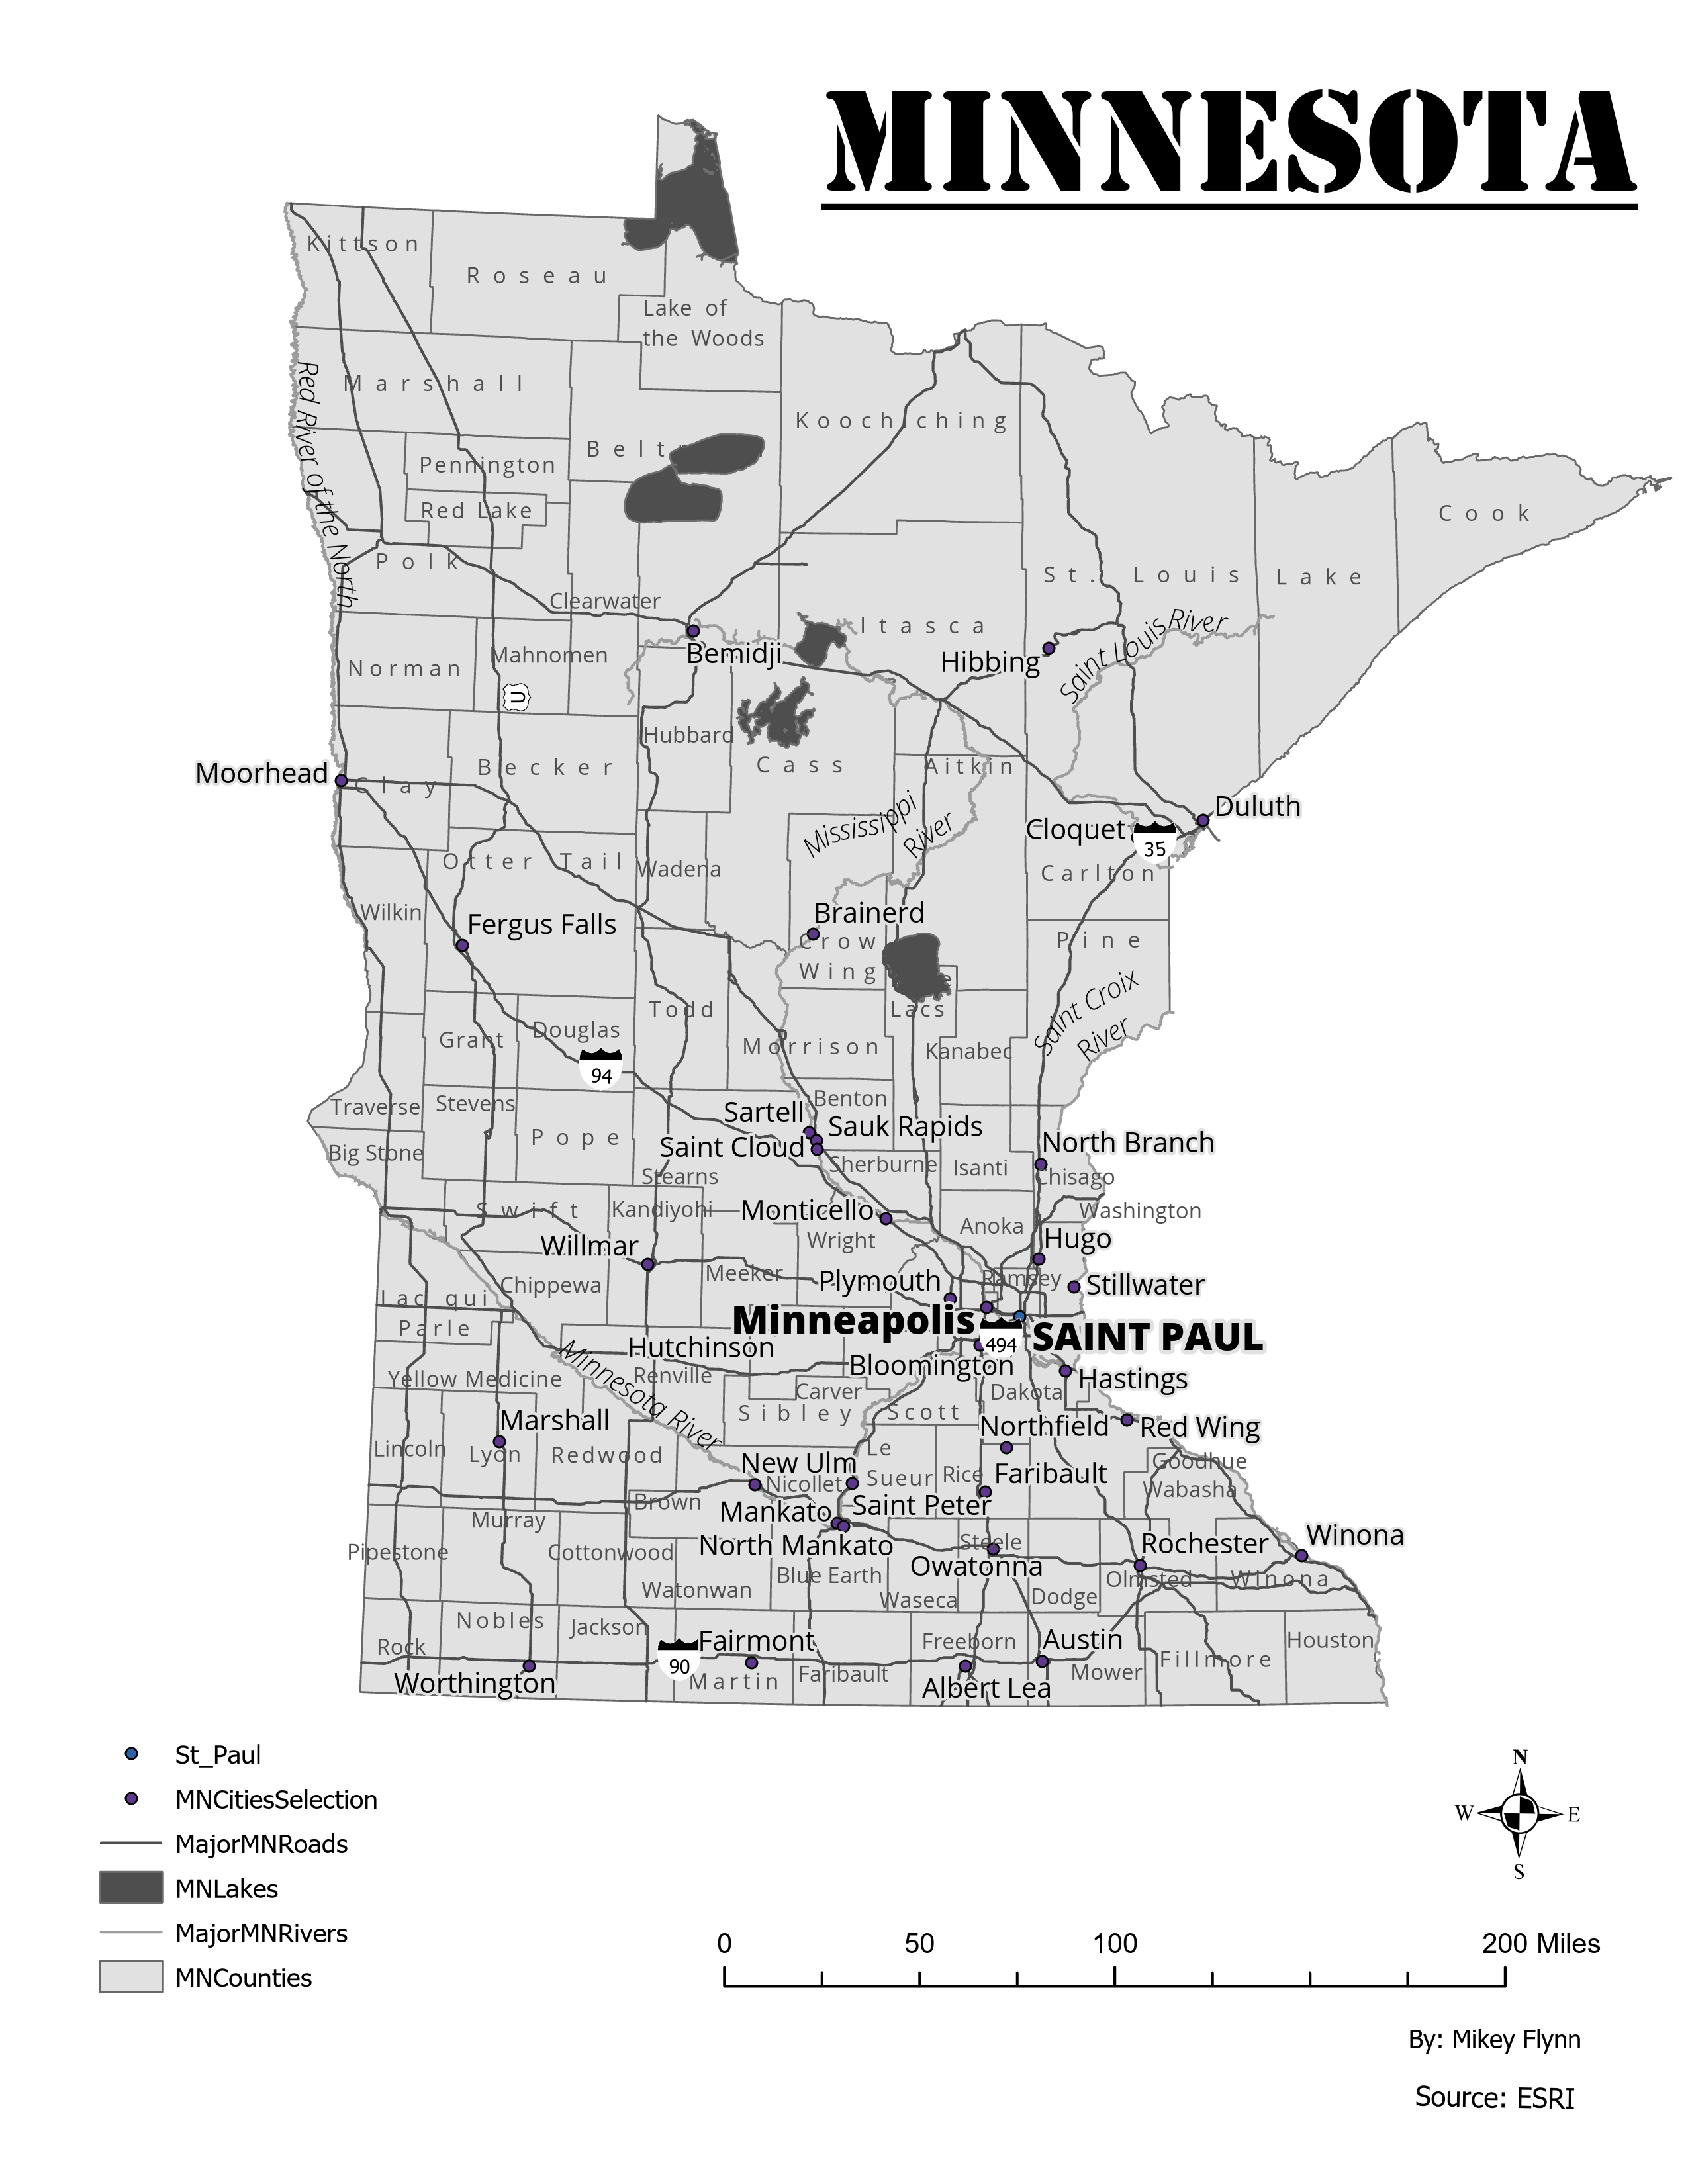 MINNESOTA
Kittson
Roseau
Lake of
the Woods
Marshall
Koochiching
Belt
Pennington
Red Lake
Cook
Red River of the North
Polk
St. Louis
Lake
Clearwater
Itasca
Saint Louis River
Bemidji
Hibbing
Norman
Mahnomen
U
Hubbard
Moorhead
Clay
Becker
Cass
Aitkin
Mississippi
River
Duluth
Cloquet
35
Carlton
Otter Tail
Wadena
Wilkin
Fergus Falls
Brainerd
Crow
Wing
Pine
Lacs
Saint Croix
River
Todd
Douglas
Grant
Morrison
Kanabec
94
Traverse
Stevens
Benton
Sartell
Sauk Rapids
Pope
Saint Cloud
North Branch
Big Stone
Stearns
Sherburne
Isanti
Chisago
Swift
Kandiyohi
Monticello
Washington
Anoka
Wright
Hugo
Willmar
Chippewa
Meeker
Plymouth
Ramsey
Stillwater
Lac qui
Parle
Minneapolis
494
SAINT PAUL
Hutchinson
Bloomington
Minnesota River
Renville
Yellow Medicine
Carver
Dakota
Hastings
Sibley
Scott
Marshall
Northfield
Red Wing
Lincoln
Lyon
Redwood
Le
Sueur
New Ulm
Nicollet
Rice
Faribault
Goodhue
Wabasha
Brown
Saint Peter
Mankato
Murray
North Mankato
Steele
Owatonna
Rochester
Winona
Pipestone
Cottonwood
Watonwan
Blue Earth
Waseca
Dodge
Olmsted
Winona
Nobles
Jackson
Rock
90
Fairmont
Freeborn
Austin
Houston
Worthington
Martin
Faribault
Albert Lea
Mower
Fillmore
St_Paul
MNCitiesSelection
MajorMNRoads
MNLakes
MajorMNRivers
MNCounties
N
W
E
S
0 50 100 200 Miles
By: Mikey Flynn
Source: ESRI